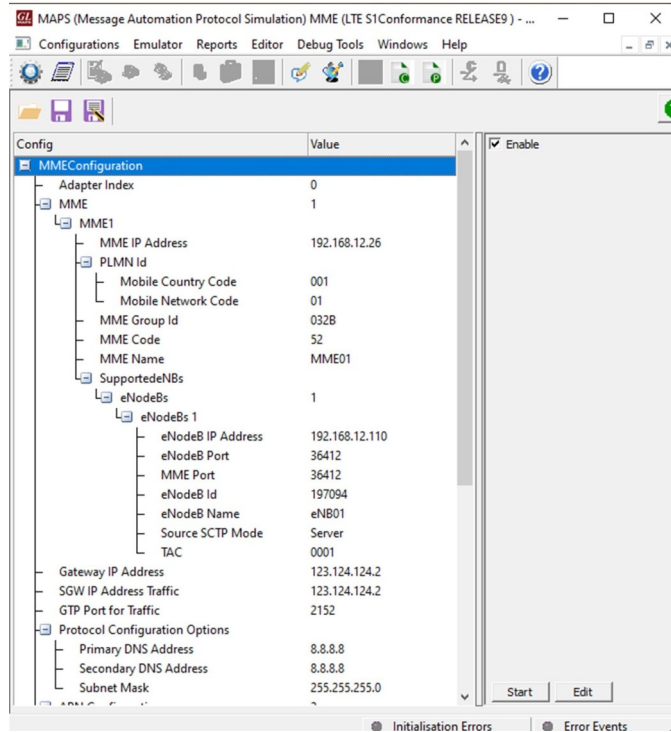 GL MAPS (Message Automation Protocol Simulation) MME (LTE S1Conformance RELEASE9 ) - ...
Configurations Emulator Reports Editor Debug Tools Windows Help
Config Value
MMEConfiguration
Adapter Index 0
MME 1
MME1
MME IP Address 192.168.12.26
PLMN Id
Mobile Country Code 001
Mobile Network Code 01
MME Group Id 032B
MME Code 52
MME Name MME01
SupportedeNBs
eNodeBs 1
eNodeBs 1
eNodeB IP Address 192.168.12.110
eNodeB Port 36412
MME Port 36412
eNodeB Id 197094
eNodeB Name eNB01
Source SCTP Mode Server
TAC 0001
Gateway IP Address 123.124.124.2
SGW IP Address Traffic 123.124.124.2
GTP Port for Traffic 2152
Protocol Configuration Options
Primary DNS Address 8.8.8.8
Secondary DNS Address 8.8.8.8
Subnet Mask 255.255.255.0
Enable
Start Edit
Initialisation Errors Error Events